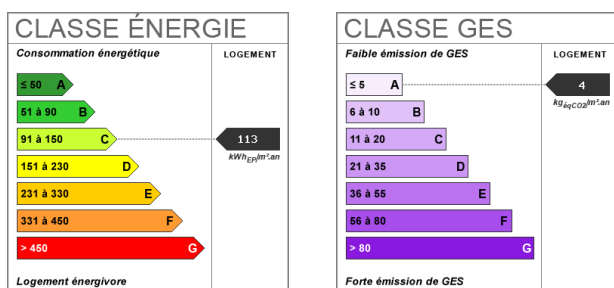 CLASSE ÉNERGIE
Consommation énergétique
LOGEMENT
≤ 50 A
51 à 90 B
91 à 150 C
113
kWhEP/m².an
151 à 230 D
231 à 330 E
331 à 450 F
> 450 G
Logement énergivore
CLASSE GES
Faible émission de GES
LOGEMENT
≤ 5 A
4
kgéqCO2/m².an
6 à 10 B
11 à 20 C
21 à 35 D
36 à 55 E
56 à 80 F
> 80 G
Forte émission de GES